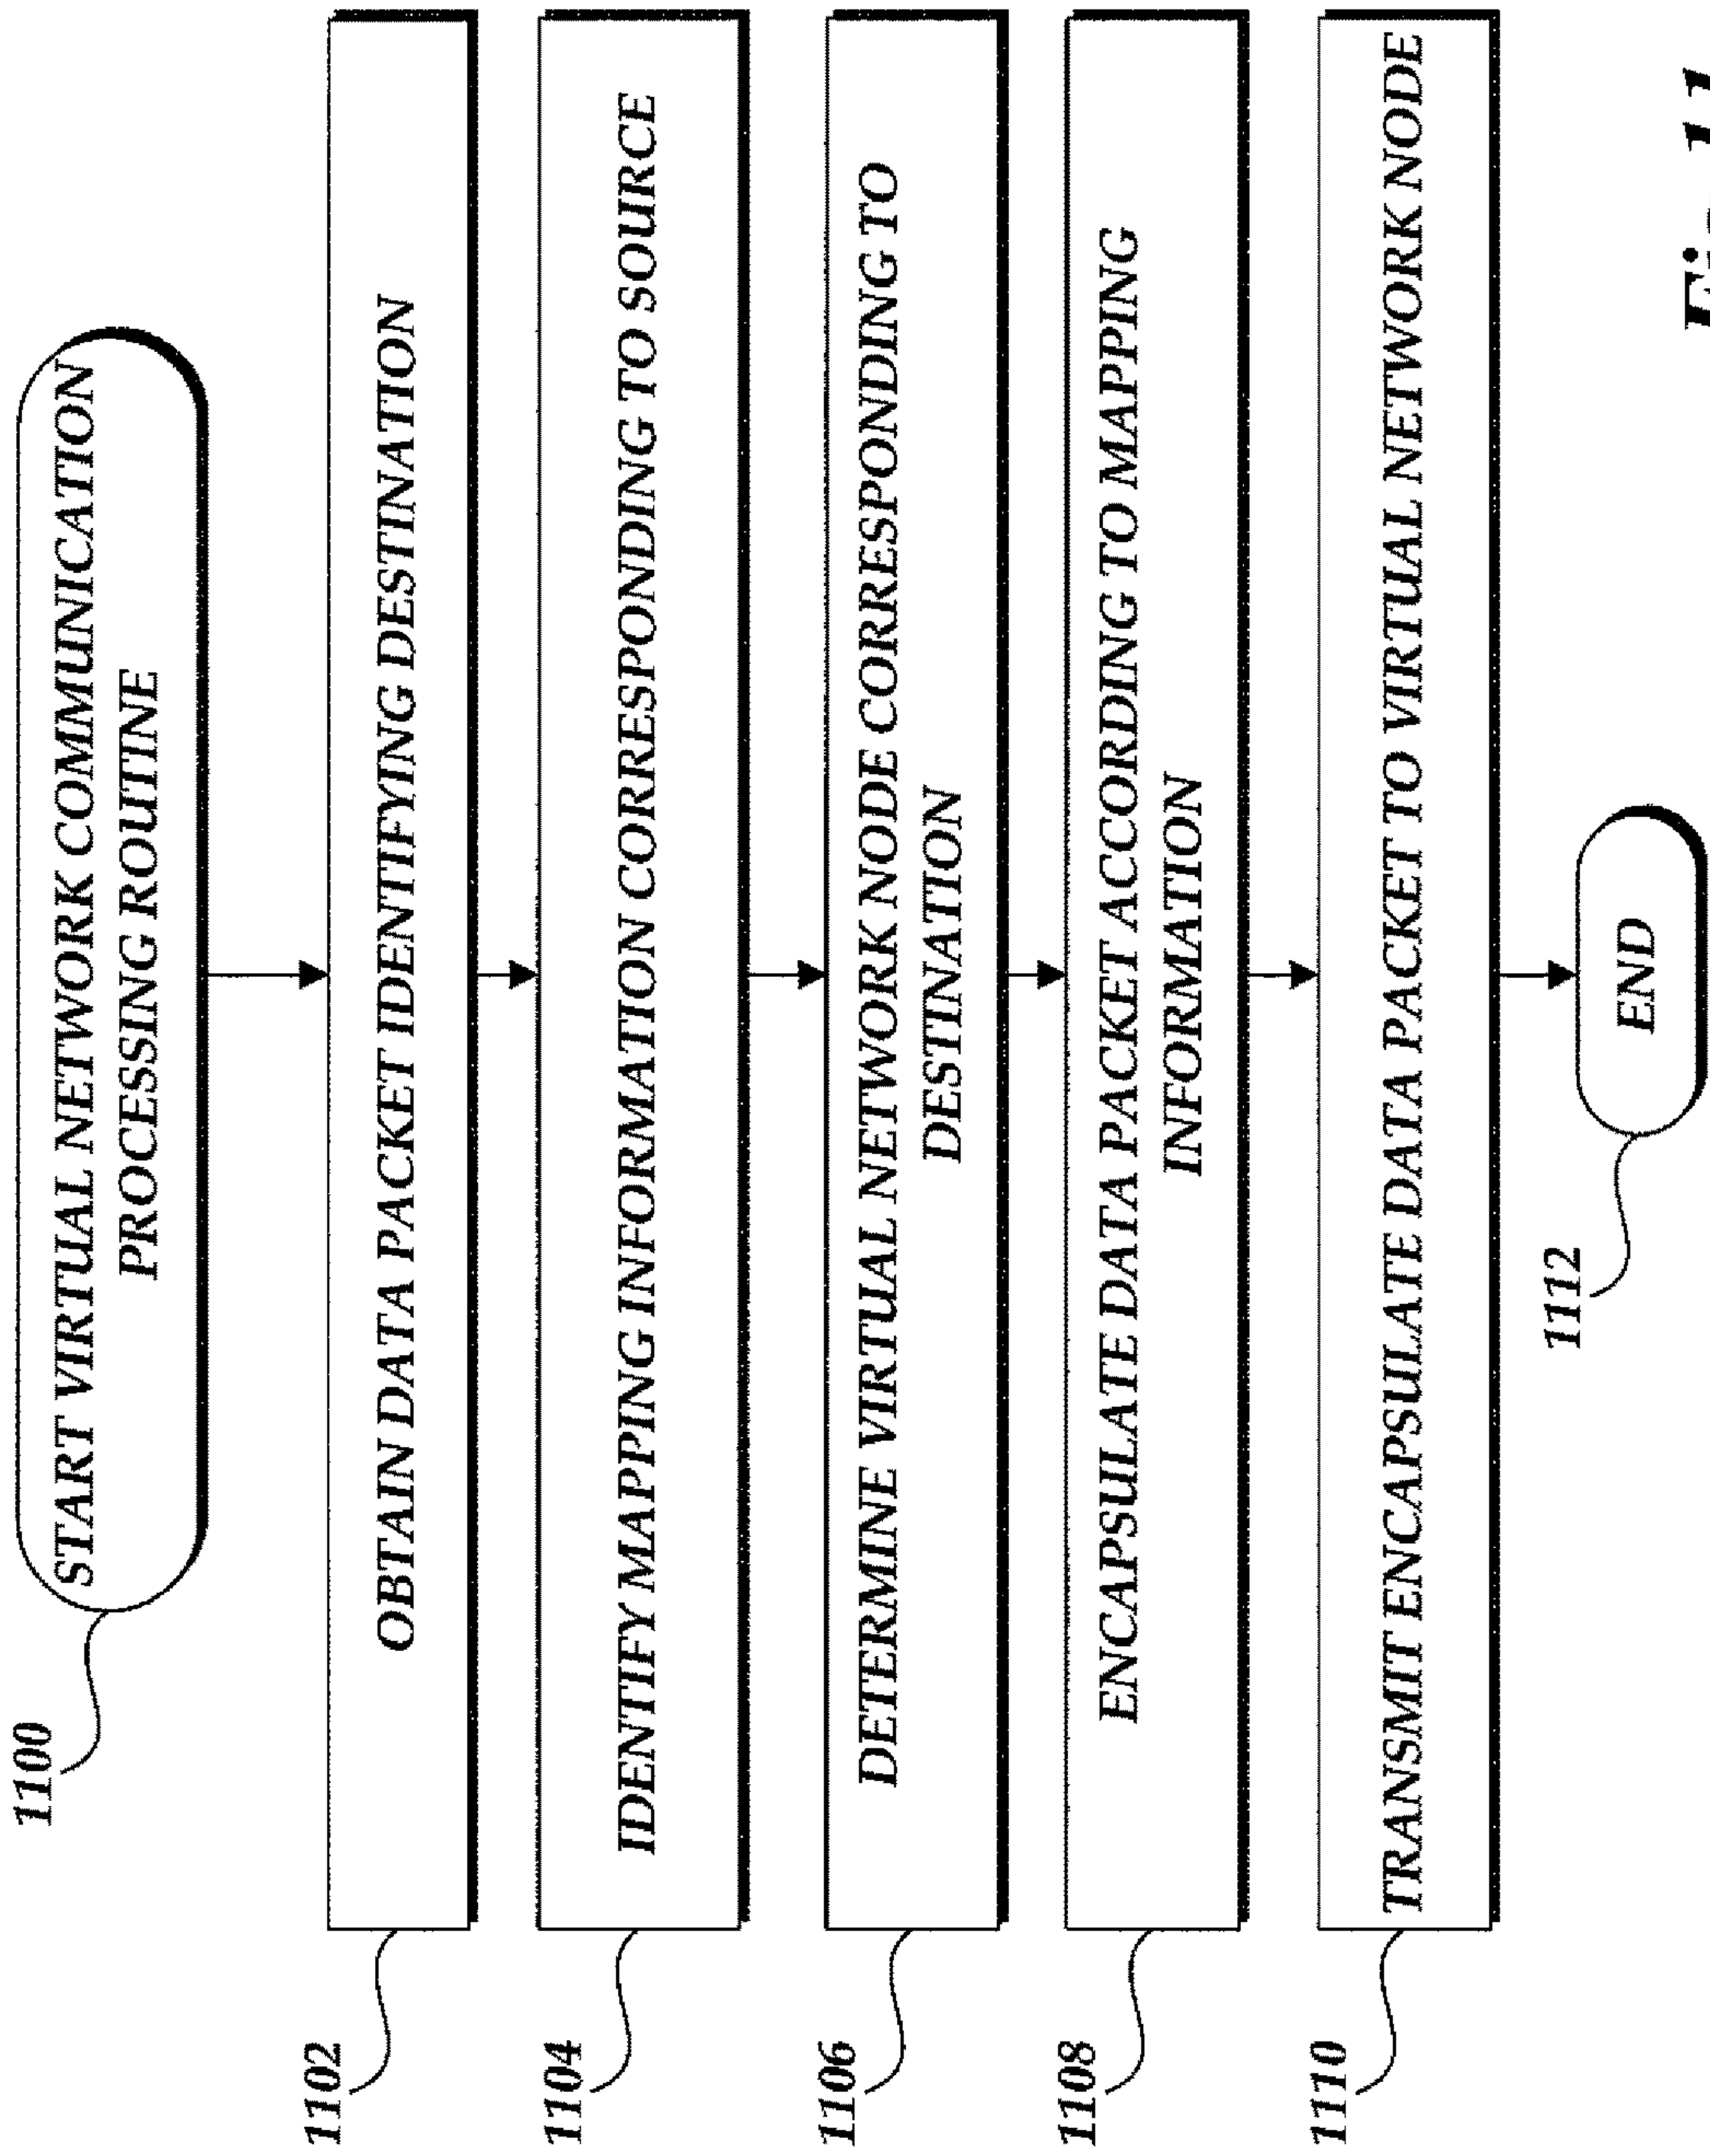 1100
START VIRTUAL NETWORK COMMUNICATION
PROCESSING ROUTINE
1102
OBTAIN DATA PACKET IDENTIFYING DESTINATION
1104
IDENTIFY MAPPING INFORMATION CORRESPONDING TO SOURCE
1106
DETERMINE VIRTUAL NETWORK NODE CORRESPONDING TO
DESTINATION
1108
ENCAPSULATE DATA PACKET ACCORDING TO MAPPING
INFORMATION
1110
TRANSMIT ENCAPSULATE DATA PACKET TO VIRTUAL NETWORK NODE
1112
END
Fig.11